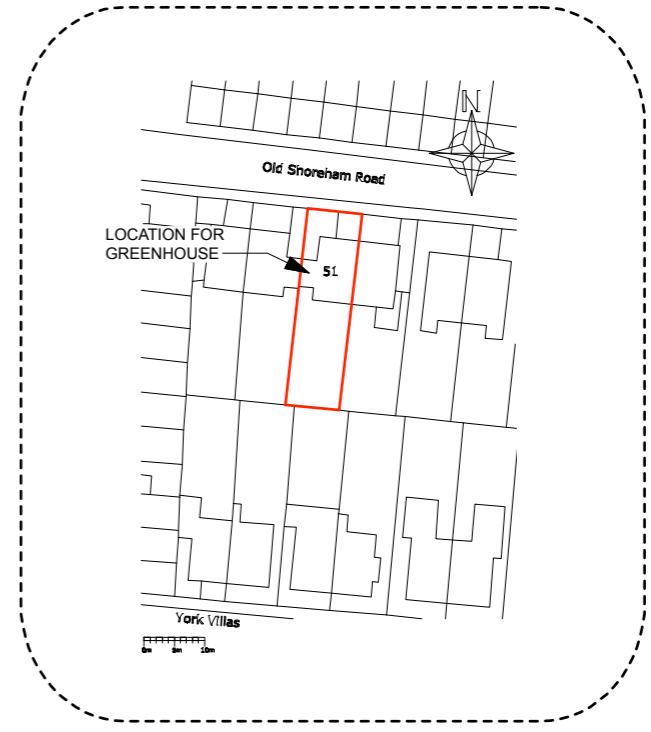 N
Old Shoreham Road
LOCATION FOR
GREENHOUSE
51
York Villas
0m 5m 10m